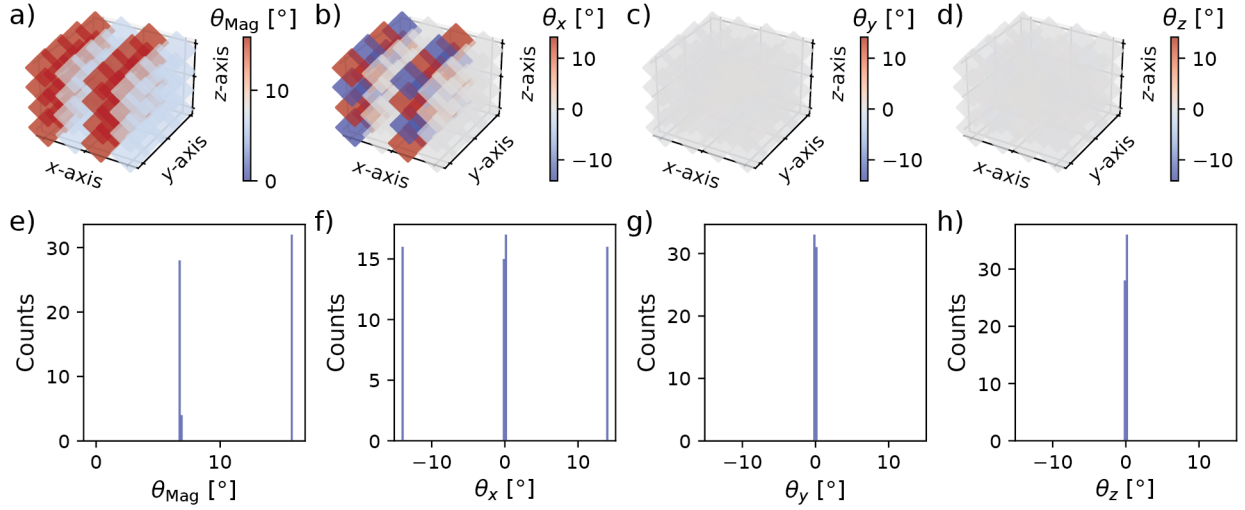 a) θMag [°] b) θx [°] c) θy [°] d) θz [°]
10
0
x-axis
y-axis
z-axis
10
0
−10
x-axis
y-axis
z-axis
10
0
−10
x-axis
y-axis
z-axis
10
0
−10
x-axis
y-axis
z-axis
e)
Counts
30
20
10
0
0 10
θMag [°]
f)
Counts
15
10
5
0
−10 0 10
θx [°]
g)
Counts
30
20
10
0
−10 0 10
θy [°]
h)
Counts
30
20
10
0
−10 0 10
θz [°]